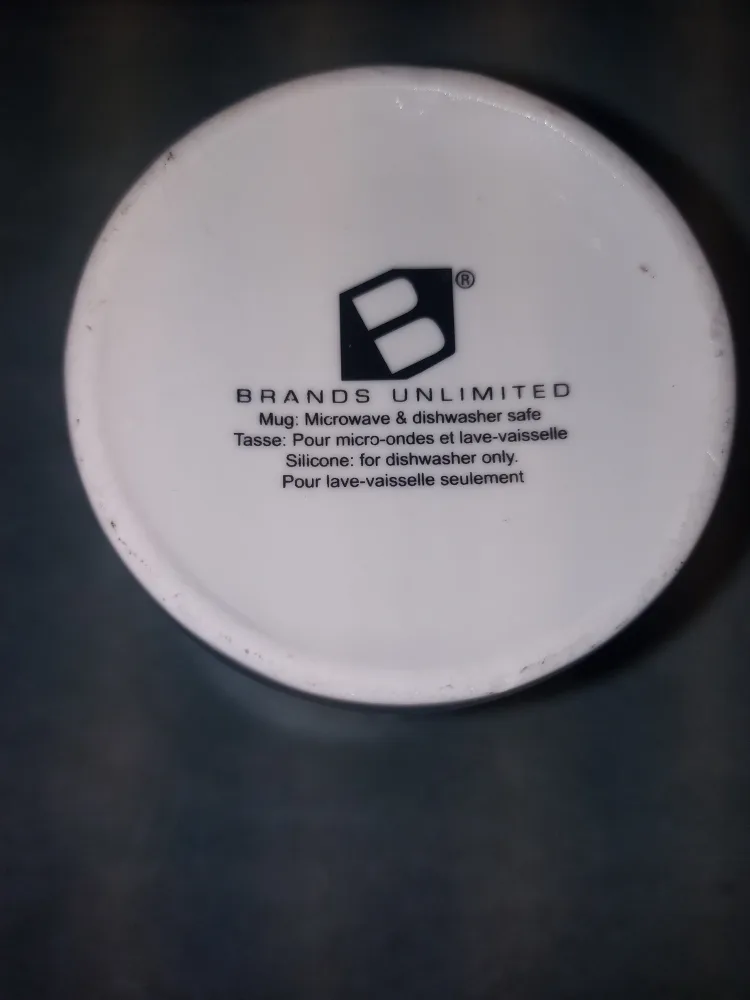 B®
BRANDS UNLIMITED
Mug: Microwave & dishwasher safe
Tasse: Pour micro-ondes et lave-vaisselle
Silicone: for dishwasher only.
Pour lave-vaisselle seulement